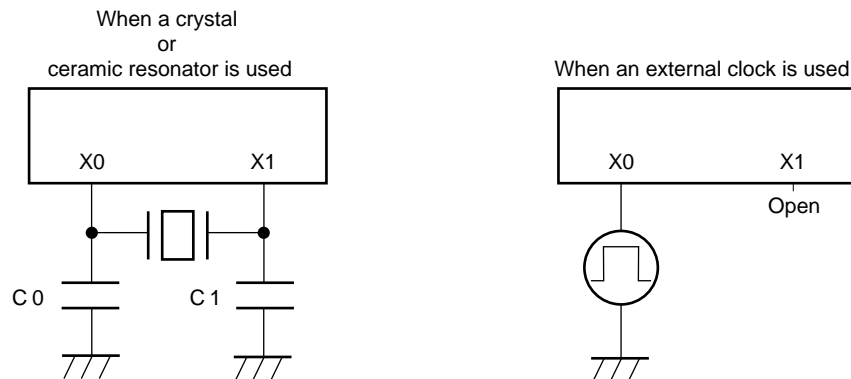 When a crystal
or
ceramic resonator is used
X0
X1
C 0
C 1
When an external clock is used
X0
X1
Open